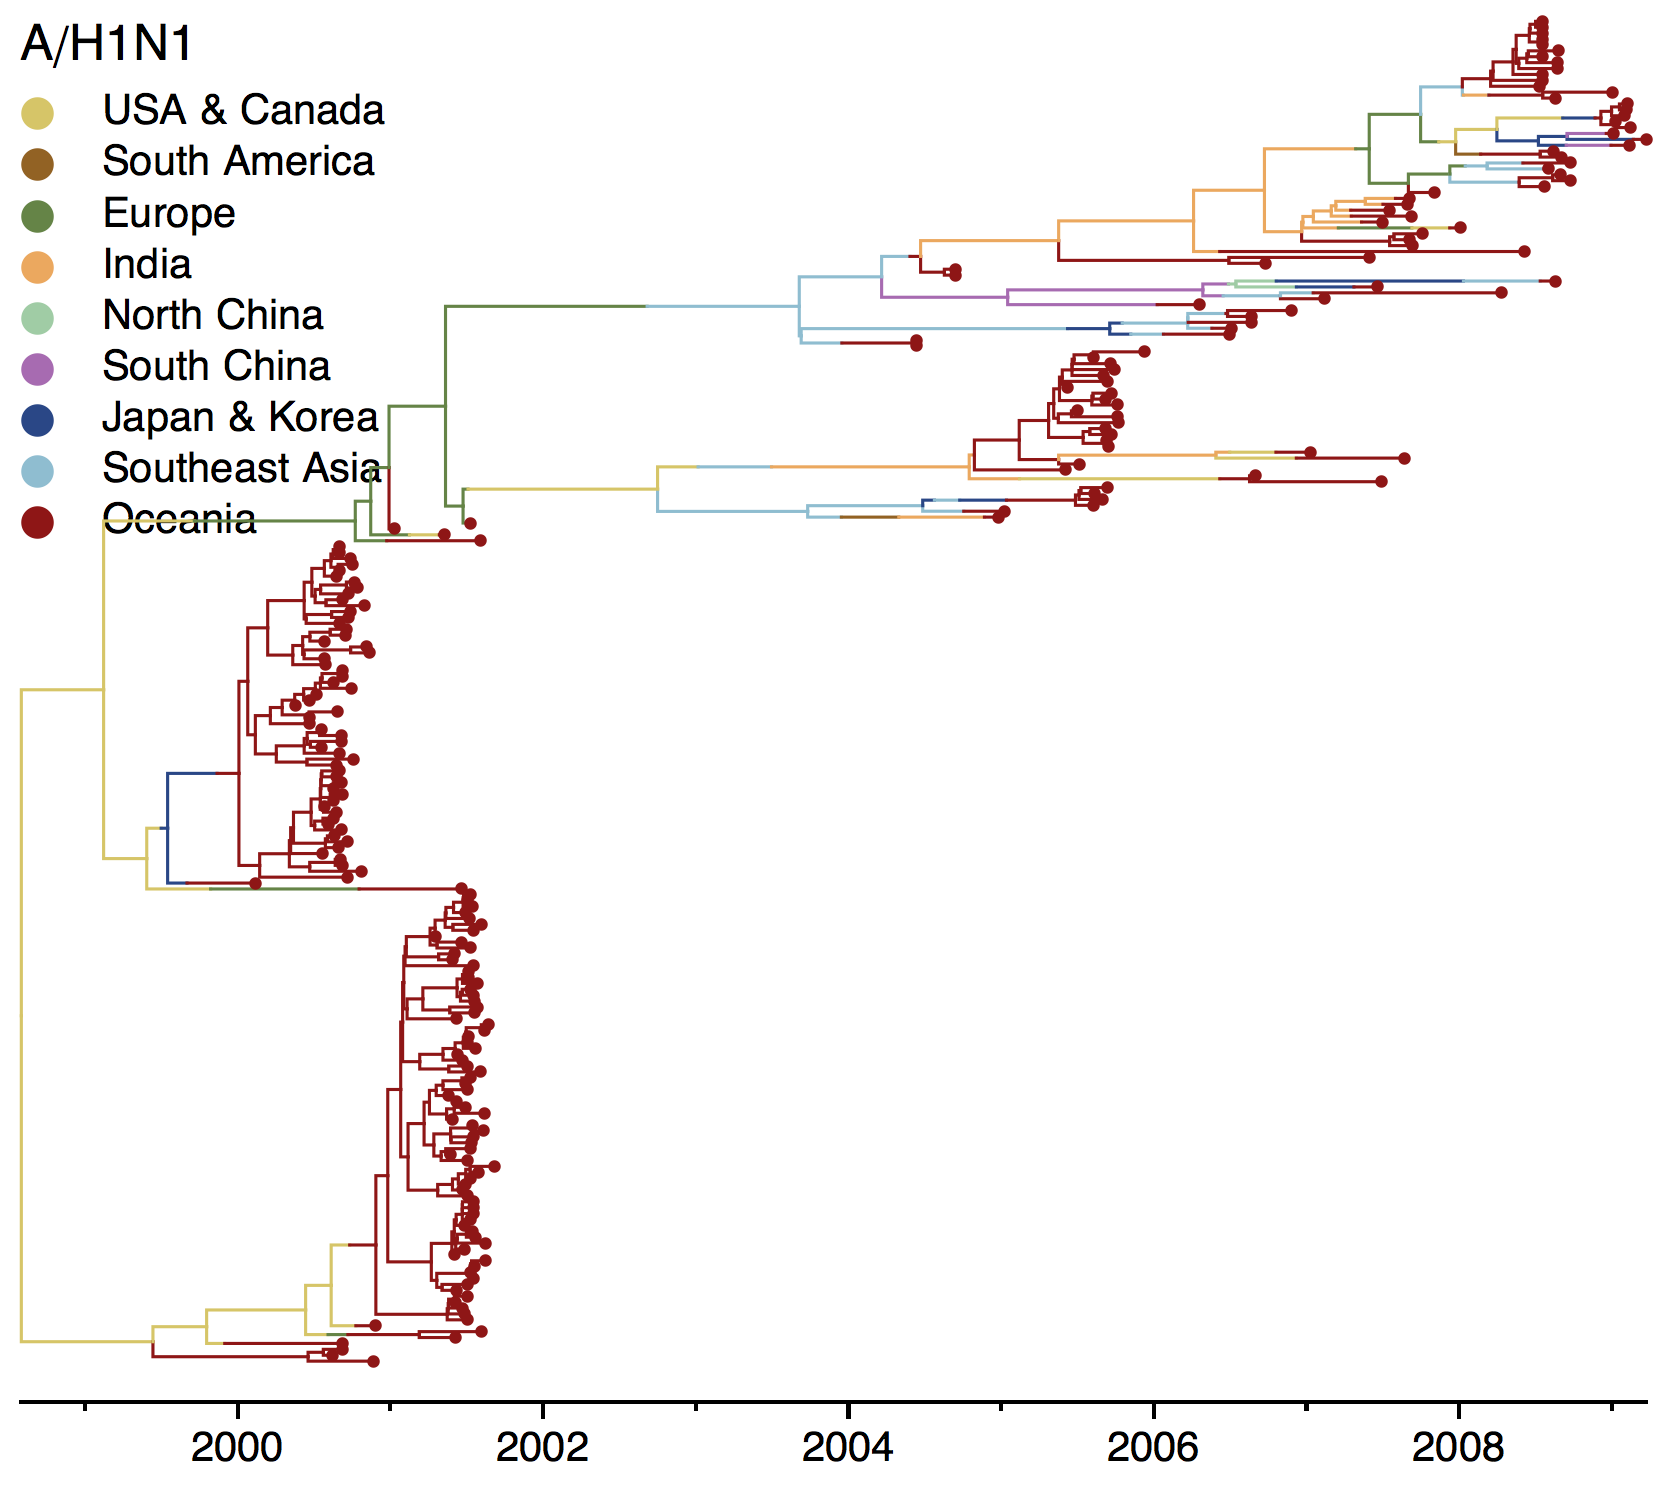 A/H1N1
USA & Canada
South America
Europe
India
North China
South China
Japan & Korea
Southeast Asia
Oceania
2000 2002 2004 2006 2008